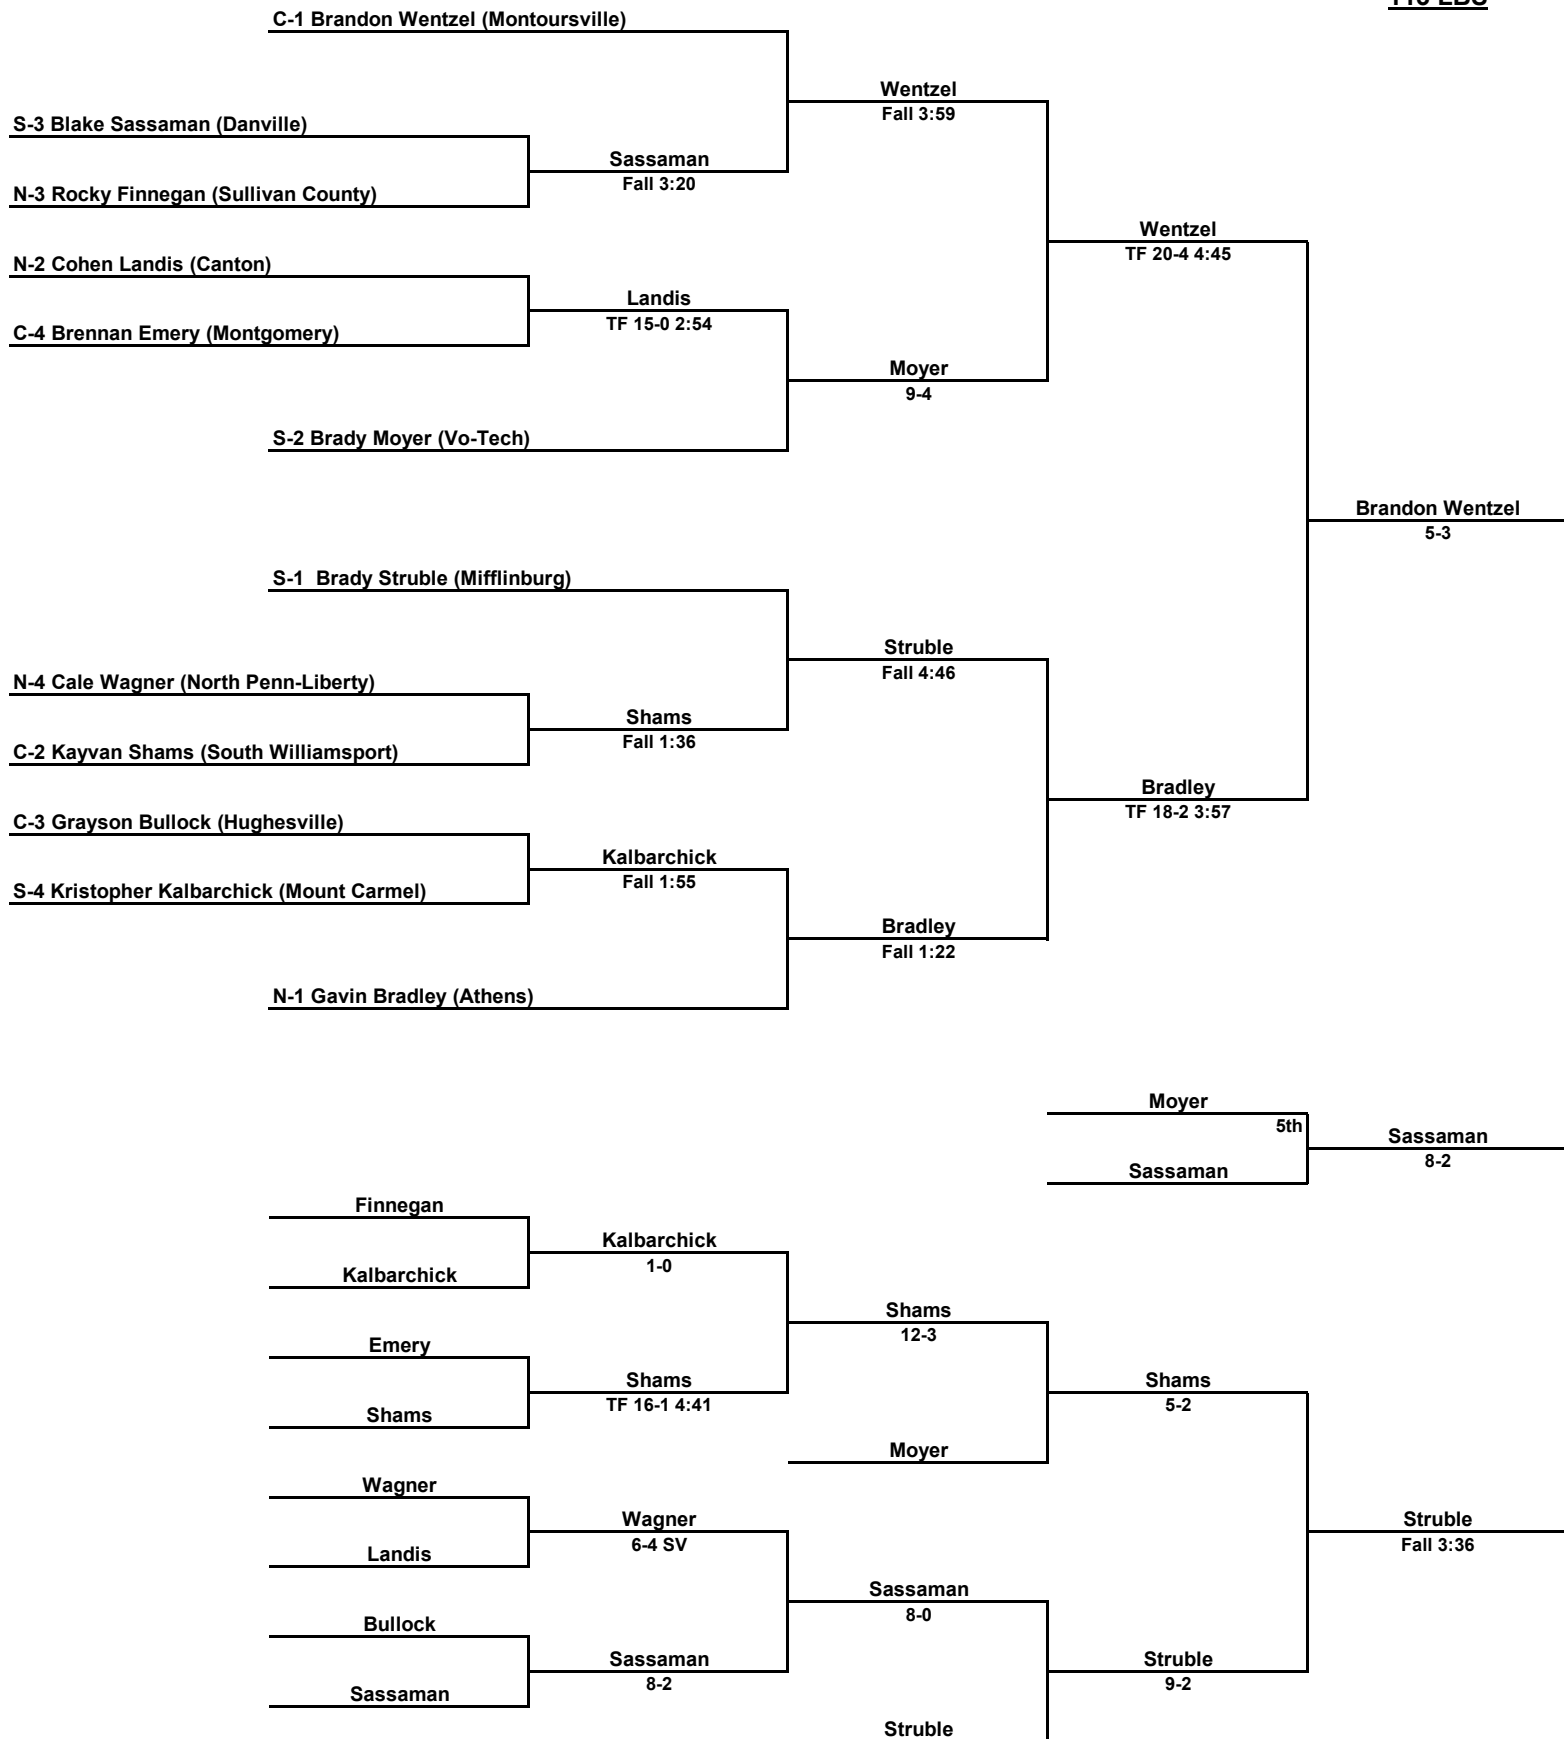 C-1 Brandon Wentzel (Montoursville)
Wentzel
Fall 3:59
S-3 Blake Sassaman (Danville)
Sassaman
Fall 3:20
N-3 Rocky Finnegan (Sullivan County)
Wentzel
TF 20-4 4:45
N-2 Cohen Landis (Canton)
Landis
TF 15-0 2:54
C-4 Brennan Emery (Montgomery)
Moyer
9-4
S-2 Brady Moyer (Vo-Tech)
Brandon Wentzel
5-3
S-1 Brady Struble (Mifflinburg)
Struble
Fall 4:46
N-4 Cale Wagner (North Penn-Liberty)
Shams
Fall 1:36
C-2 Kayvan Shams (South Williamsport)
Bradley
TF 18-2 3:57
C-3 Grayson Bullock (Hughesville)
Kalbarchick
Fall 1:55
S-4 Kristopher Kalbarchick (Mount Carmel)
Bradley
Fall 1:22
N-1 Gavin Bradley (Athens)
Moyer
5th
Sassaman
8-2
Sassaman
Finnegan
Kalbarchick
1-0
Kalbarchick
Shams
12-3
Emery
Shams
TF 16-1 4:41
Shams
5-2
Shams
Moyer
Wagner
Wagner
6-4 SV
Struble
Fall 3:36
Landis
Sassaman
8-0
Bullock
Sassaman
8-2
Struble
9-2
Sassaman
Struble